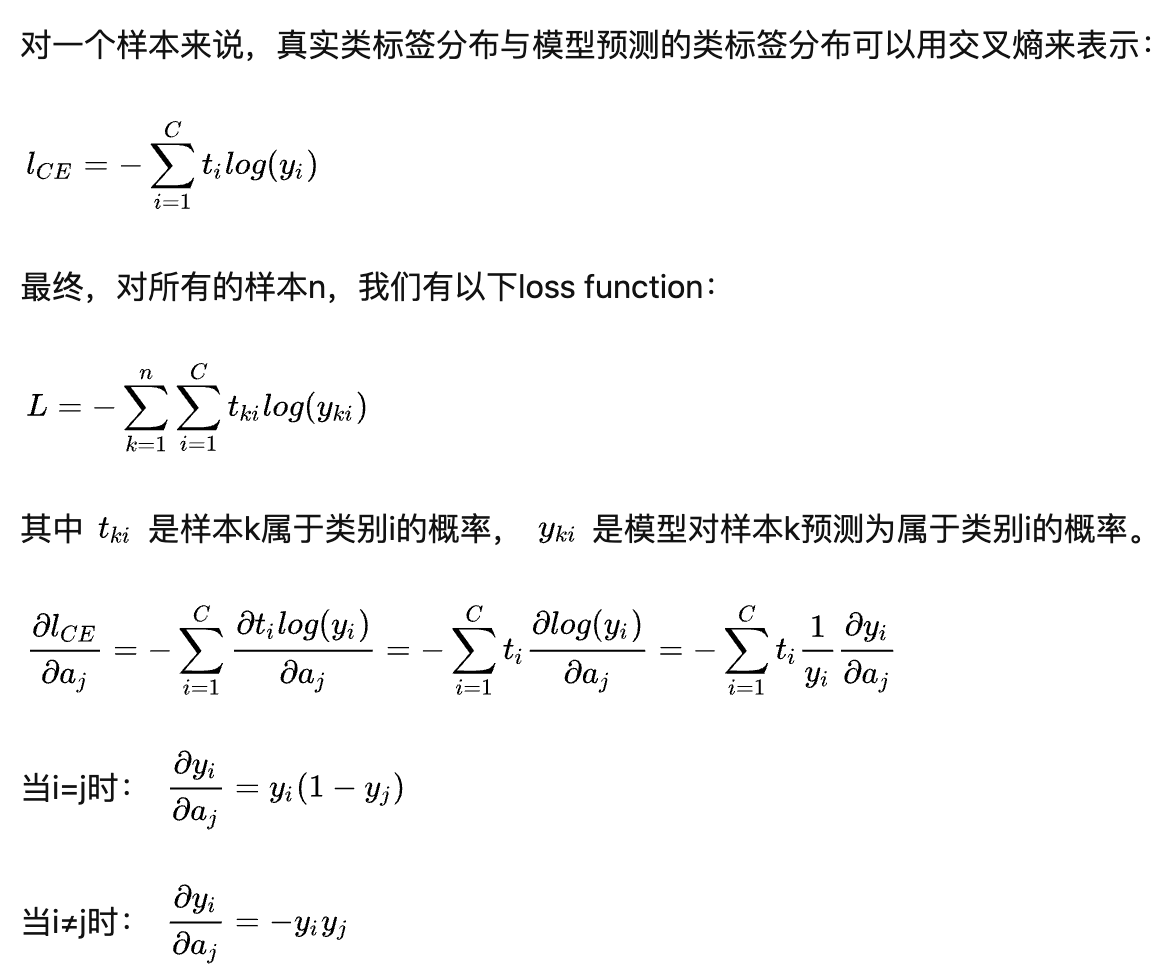 对一个样本来说，真实类标签分布与模型预测的类标签分布可以用交叉熵来表示：
$l_{CE} = -\sum_{i=1}^{C} t_i log(y_i)$
最终，对所有的样本n，我们有以下loss function：
$L = -\sum_{k=1}^{n} \sum_{i=1}^{C} t_{ki} log(y_{ki})$
其中 $t_{ki}$ 是样本k属于类别i的概率， $y_{ki}$ 是模型对样本k预测为属于类别i的概率。
$\frac{\partial l_{CE}}{\partial a_j} = -\sum_{i=1}^{C} \frac{\partial t_i log(y_i)}{\partial a_j} = -\sum_{i=1}^{C} t_i \frac{\partial log(y_i)}{\partial a_j} = -\sum_{i=1}^{C} t_i \frac{1}{y_i} \frac{\partial y_i}{\partial a_j}$
当i=j时： $\frac{\partial y_i}{\partial a_j} = y_i(1 - y_j)$
当i≠j时： $\frac{\partial y_i}{\partial a_j} = -y_i y_j$